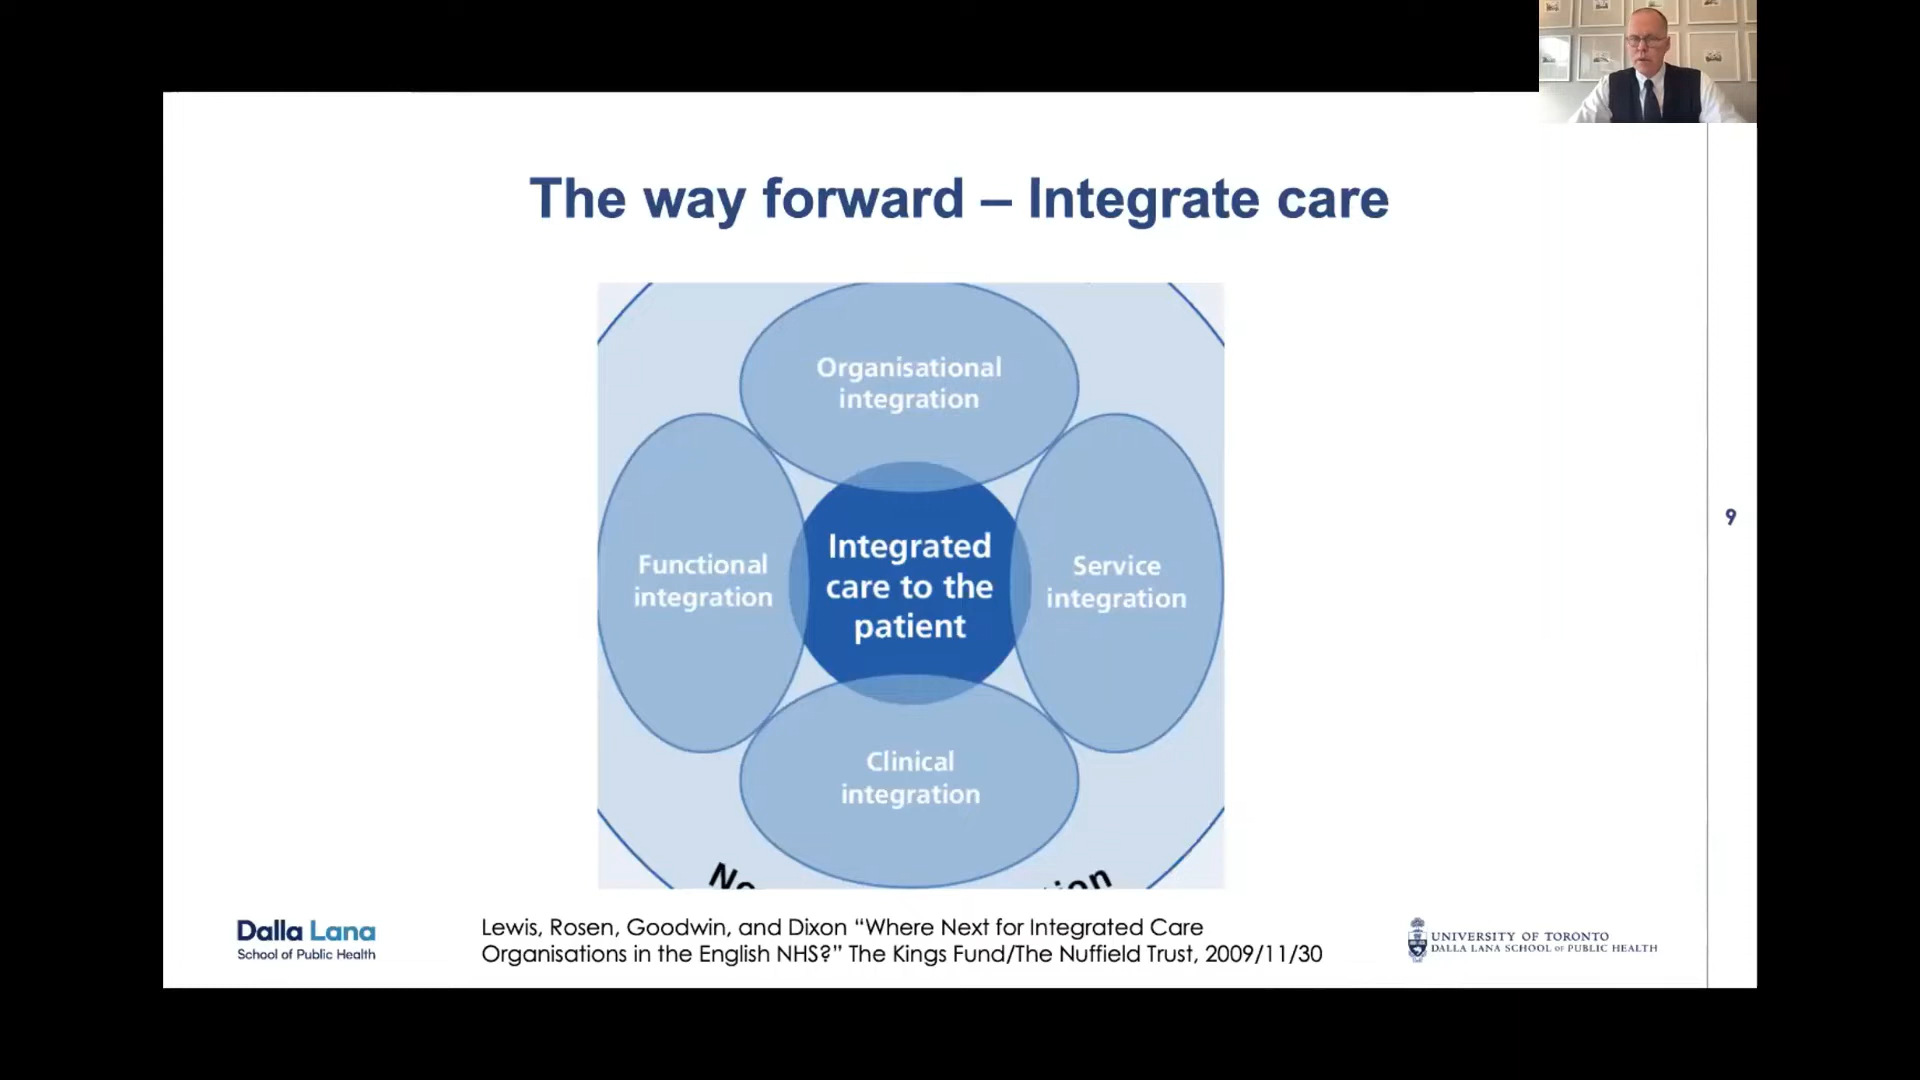 The way forward – Integrate care
Organisational
integration
Functional
integration
Integrated
care to the
patient
Service
integration
Clinical
integration
9
Dalla Lana
School of Public Health
Lewis, Rosen, Goodwin, and Dixon “Where Next for Integrated Care
Organisations in the English NHS?” The Kings Fund/The Nuffield Trust, 2009/11/30
UNIVERSITY OF TORONTO
DALLA LANA SCHOOL OF PUBLIC HEALTH